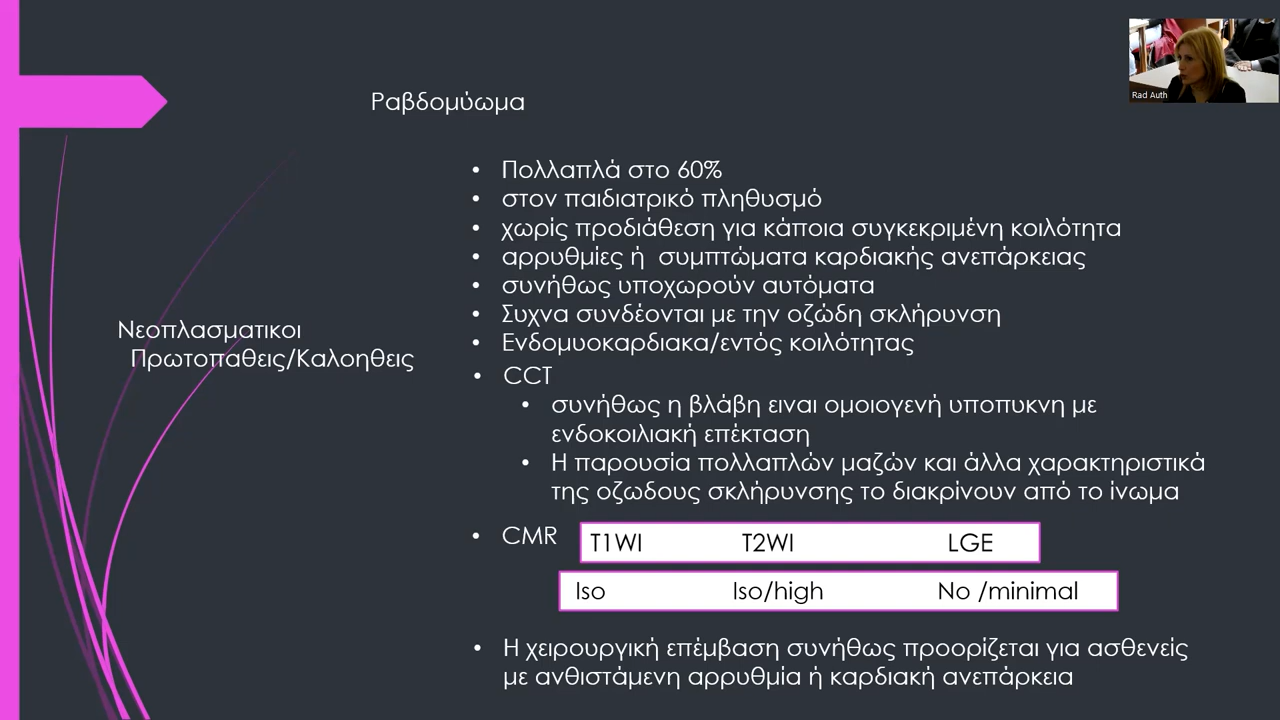 Rad Auth
Ραβδομύωμα
Νεοπλασματικοι
Πρωτοπαθεις/Καλοηθεις
• Πολλαπλά στο 60%
• στον παιδιατρικό πληθυσμό
• χωρίς προδιάθεση για κάποια συγκεκριμένη κοιλότητα
• αρρυθμίες ή συμπτώματα καρδιακής ανεπάρκειας
• συνήθως υποχωρούν αυτόματα
• Συχνα συνδέονται με την οζώδη σκλήρυνση
• Ενδομυοκαρδιακα/εντός κοιλότητας
• CCT
• συνήθως η βλάβη ειναι ομοιογενή υποπυκνη με
ενδοκοιλιακή επέκταση
• Η παρουσία πολλαπλών μαζών και άλλα χαρακτηριστικά
της οζωδους σκλήρυνσης το διακρίνουν από το ίνωμα
• CMR T1WI T2WI LGE
Iso Iso/high No /minimal
• Η χειρουργική επέμβαση συνήθως προορίζεται για ασθενείς
με ανθιστάμενη αρρυθμία ή καρδιακή ανεπάρκεια